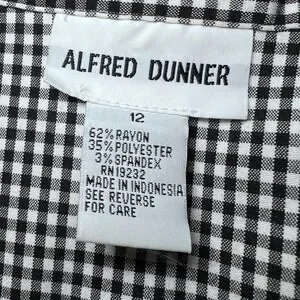 ALFRED DUNNER
12
62% RAYON
35% POLYESTER
3% SPANDEX
RN19232
MADE IN INDONESIA
SEE REVERSE
FOR CARE